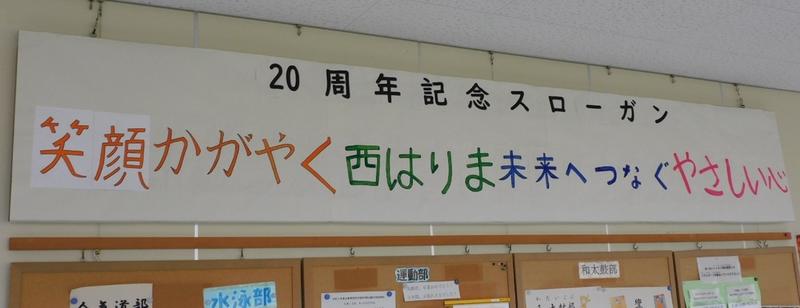 20周年記念スローガン
笑顔かがやく西はりま未来へつなぐやさしい心
水泳部
運動部
和太鼓部